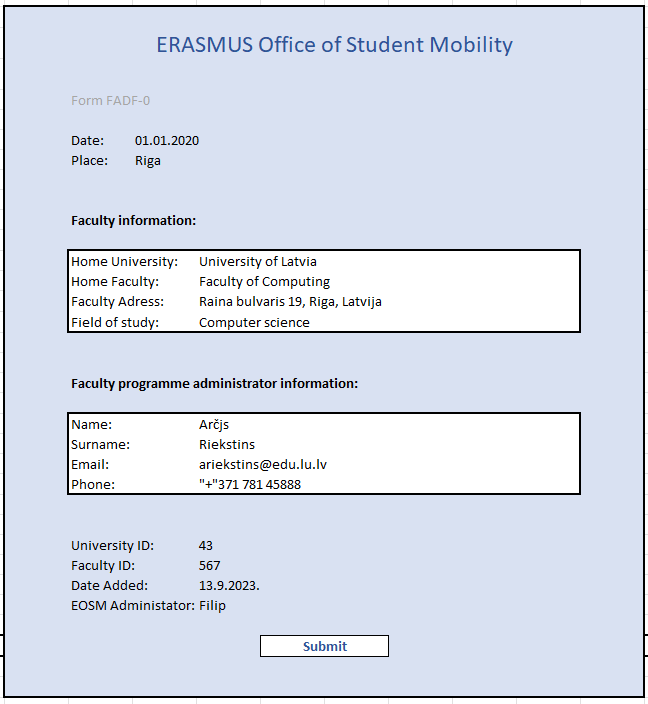 ERASMUS Office of Student Mobility
Form FADF-0
Date: 01.01.2020
Place: Riga
Faculty information:
Home University: University of Latvia
Home Faculty: Faculty of Computing
Faculty Adress: Raina bulvaris 19, Riga, Latvija
Field of study: Computer science
Faculty programme administrator information:
Name: Arčjs
Surname: Riekstins
Email: ariekstins@edu.lu.lv
Phone: "+"371 781 45888
University ID: 43
Faculty ID: 567
Date Added: 13.9.2023.
EOSM Administator: Filip
Submit